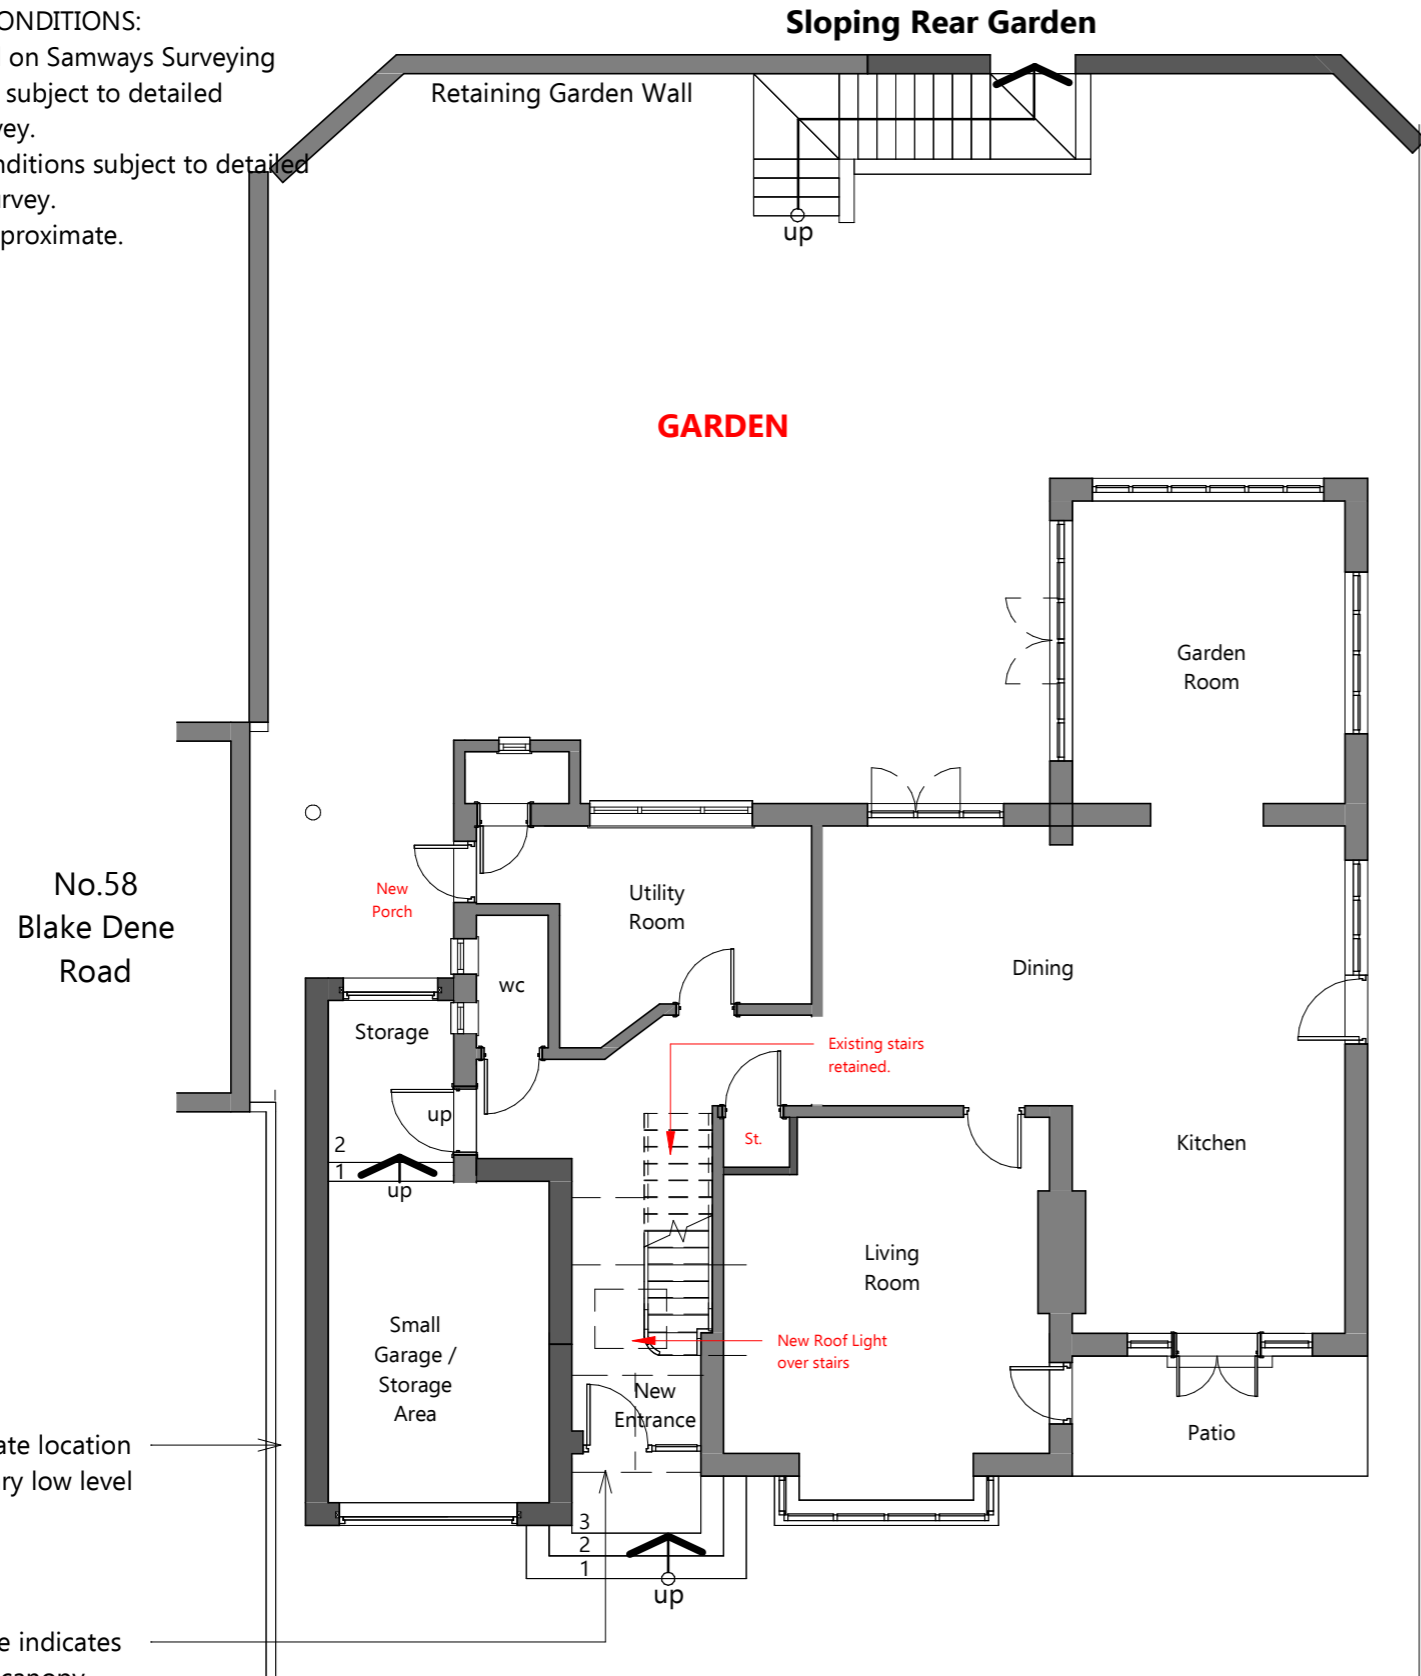 ONDITIONS:
on Samways Surveying
subject to detailed
vey.
nditions subject to detailed
urvey.
proximate.
Sloping Rear Garden
Retaining Garden Wall
up
GARDEN
Garden
Room
No.58
Blake Dene
Road
New
Porch
Utility
Room
wc
Dining
Storage
Existing stairs
retained.
up
2
1
up
St.
Kitchen
Living
Room
Small
Garage /
Storage
Area
New Roof Light
over stairs
New
Entrance
Patio
ate location
ry low level
3
2
1
up
e indicates
canopy